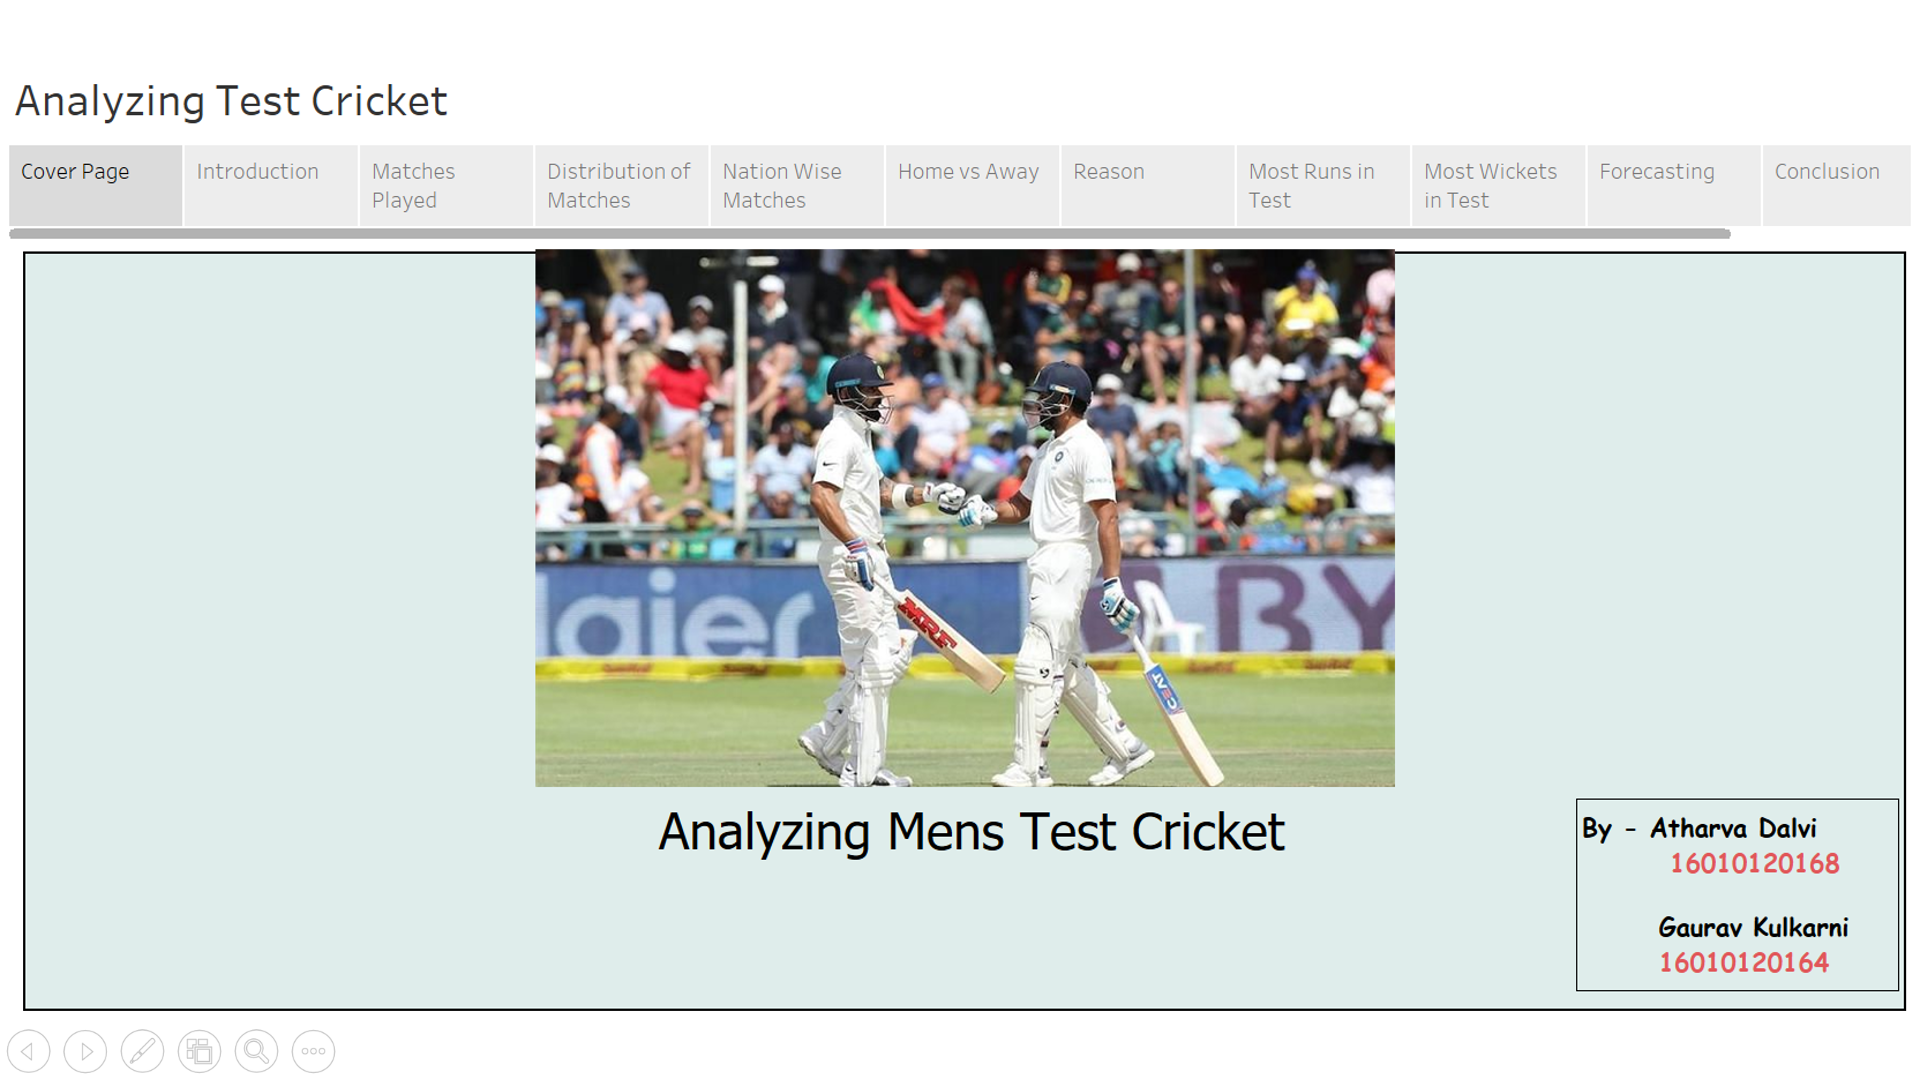 Analyzing Test Cricket
Cover Page
Introduction
Matches
Played
Distribution of
Matches
Nation Wise
Matches
Home vs Away
Reason
Most Runs in
Test
Most Wickets
in Test
Forecasting
Conclusion
aier
BY
MRF
CEAT
Analyzing Mens Test Cricket
By - Atharva Dalvi
16010120168
Gaurav Kulkarni
16010120164